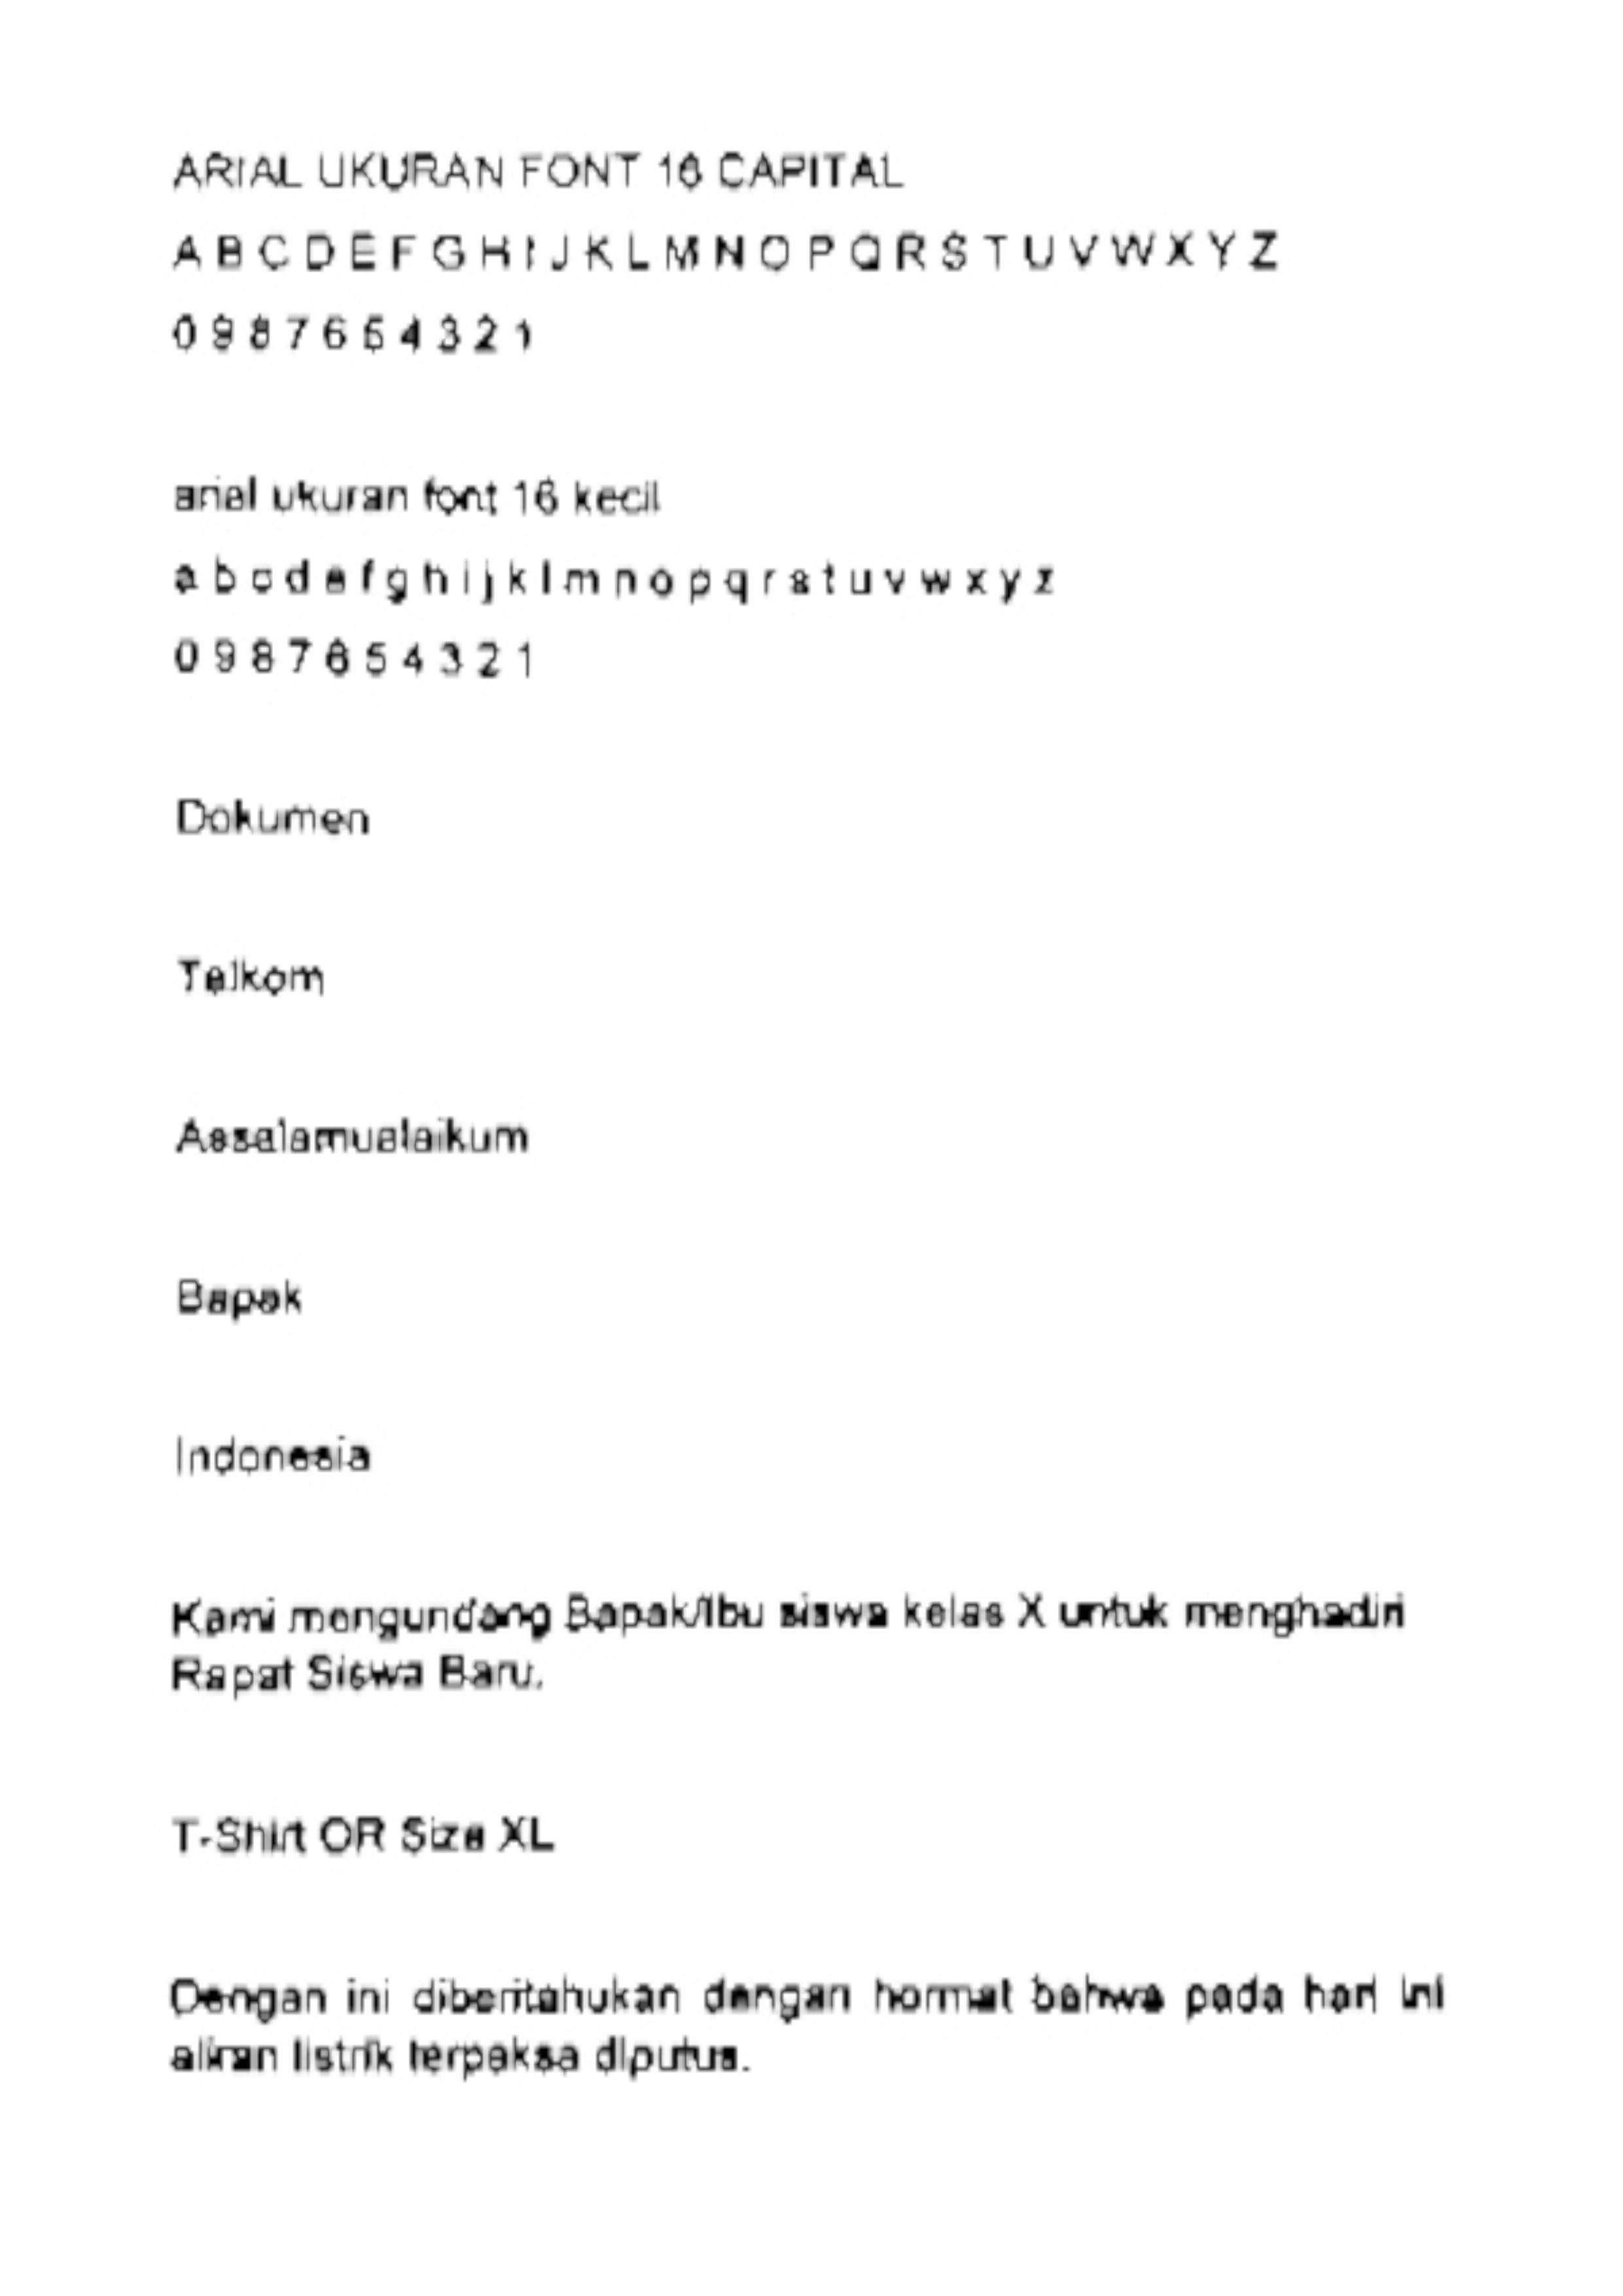 ARIAL UKURAN FONT 16 CAPITAL
A B C D E F G H I J K L M N O P Q R S T U V W X Y Z
0 9 8 7 6 5 4 3 2 1
arial ukuran font 16 kecil
a b c d e f g h i j k l m n o p q r s t u v w x y z
0 9 8 7 6 5 4 3 2 1
Dokumen
Telkom
Assalamualaikum
Bapak
Indonesia
Kami mengundang Bapak/Ibu siswa kelas X untuk menghadiri
Rapat Siswa Baru.
T-Shirt OR Size XL
Dengan ini diberitahukan dengan hormat bahwa pada hari ini
aliran listrik terpaksa diputus.